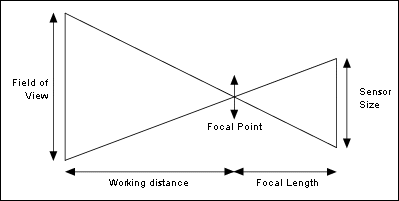 Field of
View
Sensor
Size
Focal Point
Working distance
Focal Length